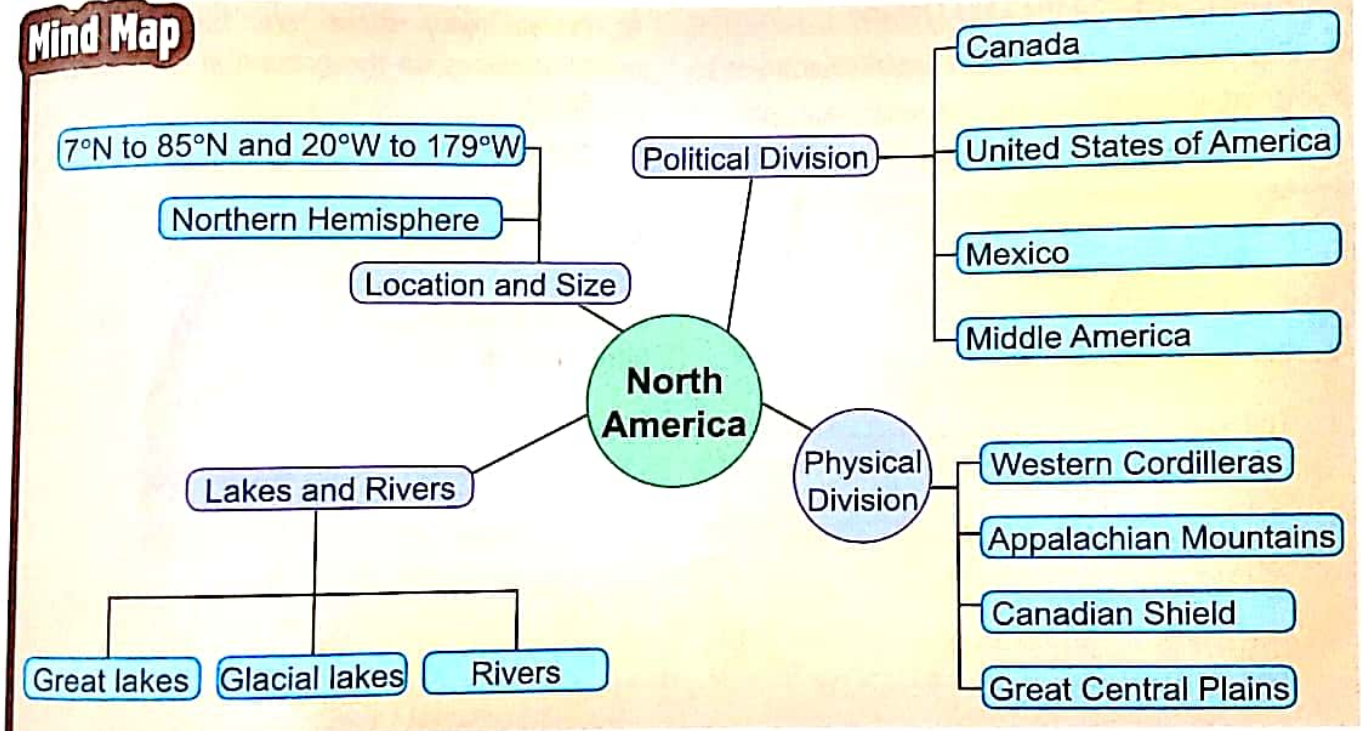 Mind Map
7°N to 85°N and 20°W to 179°W
Northern Hemisphere
Location and Size
Political Division
Canada
United States of America
Mexico
Middle America
North
America
Physical
Division
Western Cordilleras
Appalachian Mountains
Canadian Shield
Great Central Plains
Lakes and Rivers
Great lakes
Glacial lakes
Rivers